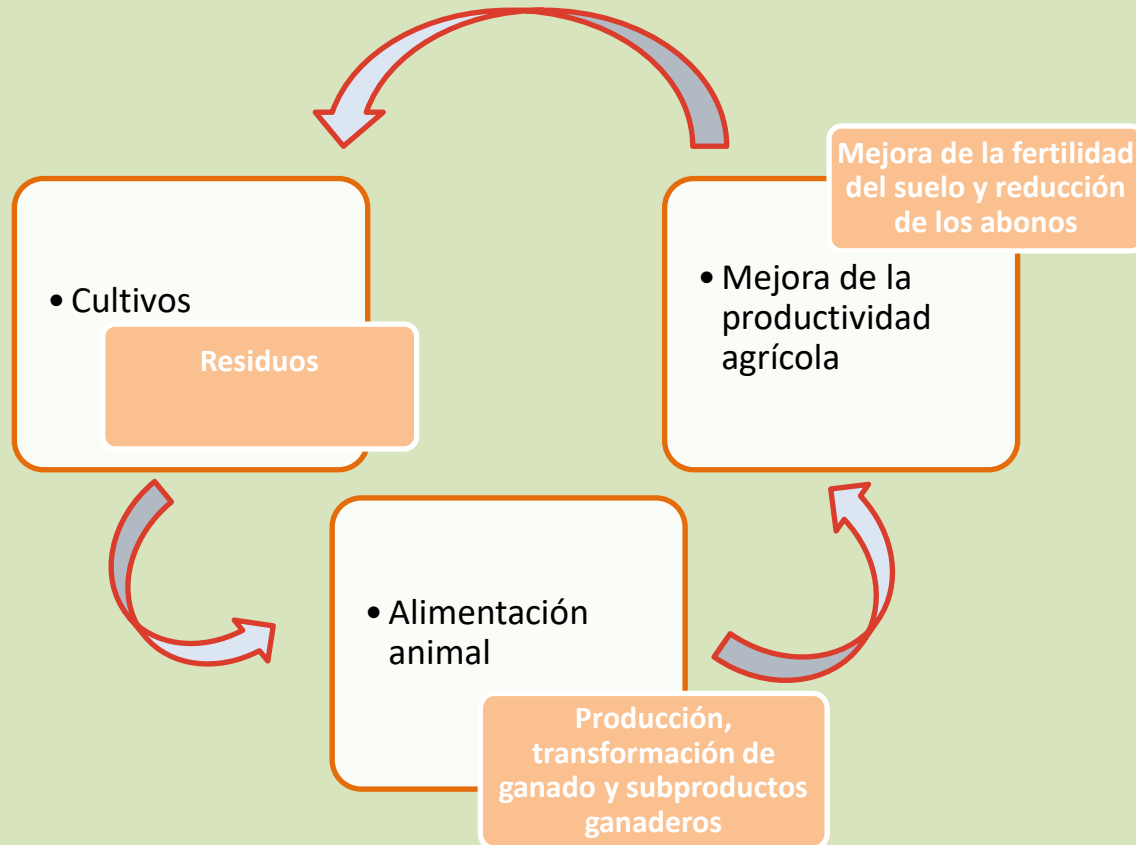 • Cultivos
Residuos
Mejora de la fertilidad
del suelo y reducción
de los abonos
• Mejora de la
productividad
agrícola
• Alimentación
animal
Producción,
transformación de
ganado y subproductos
ganaderos